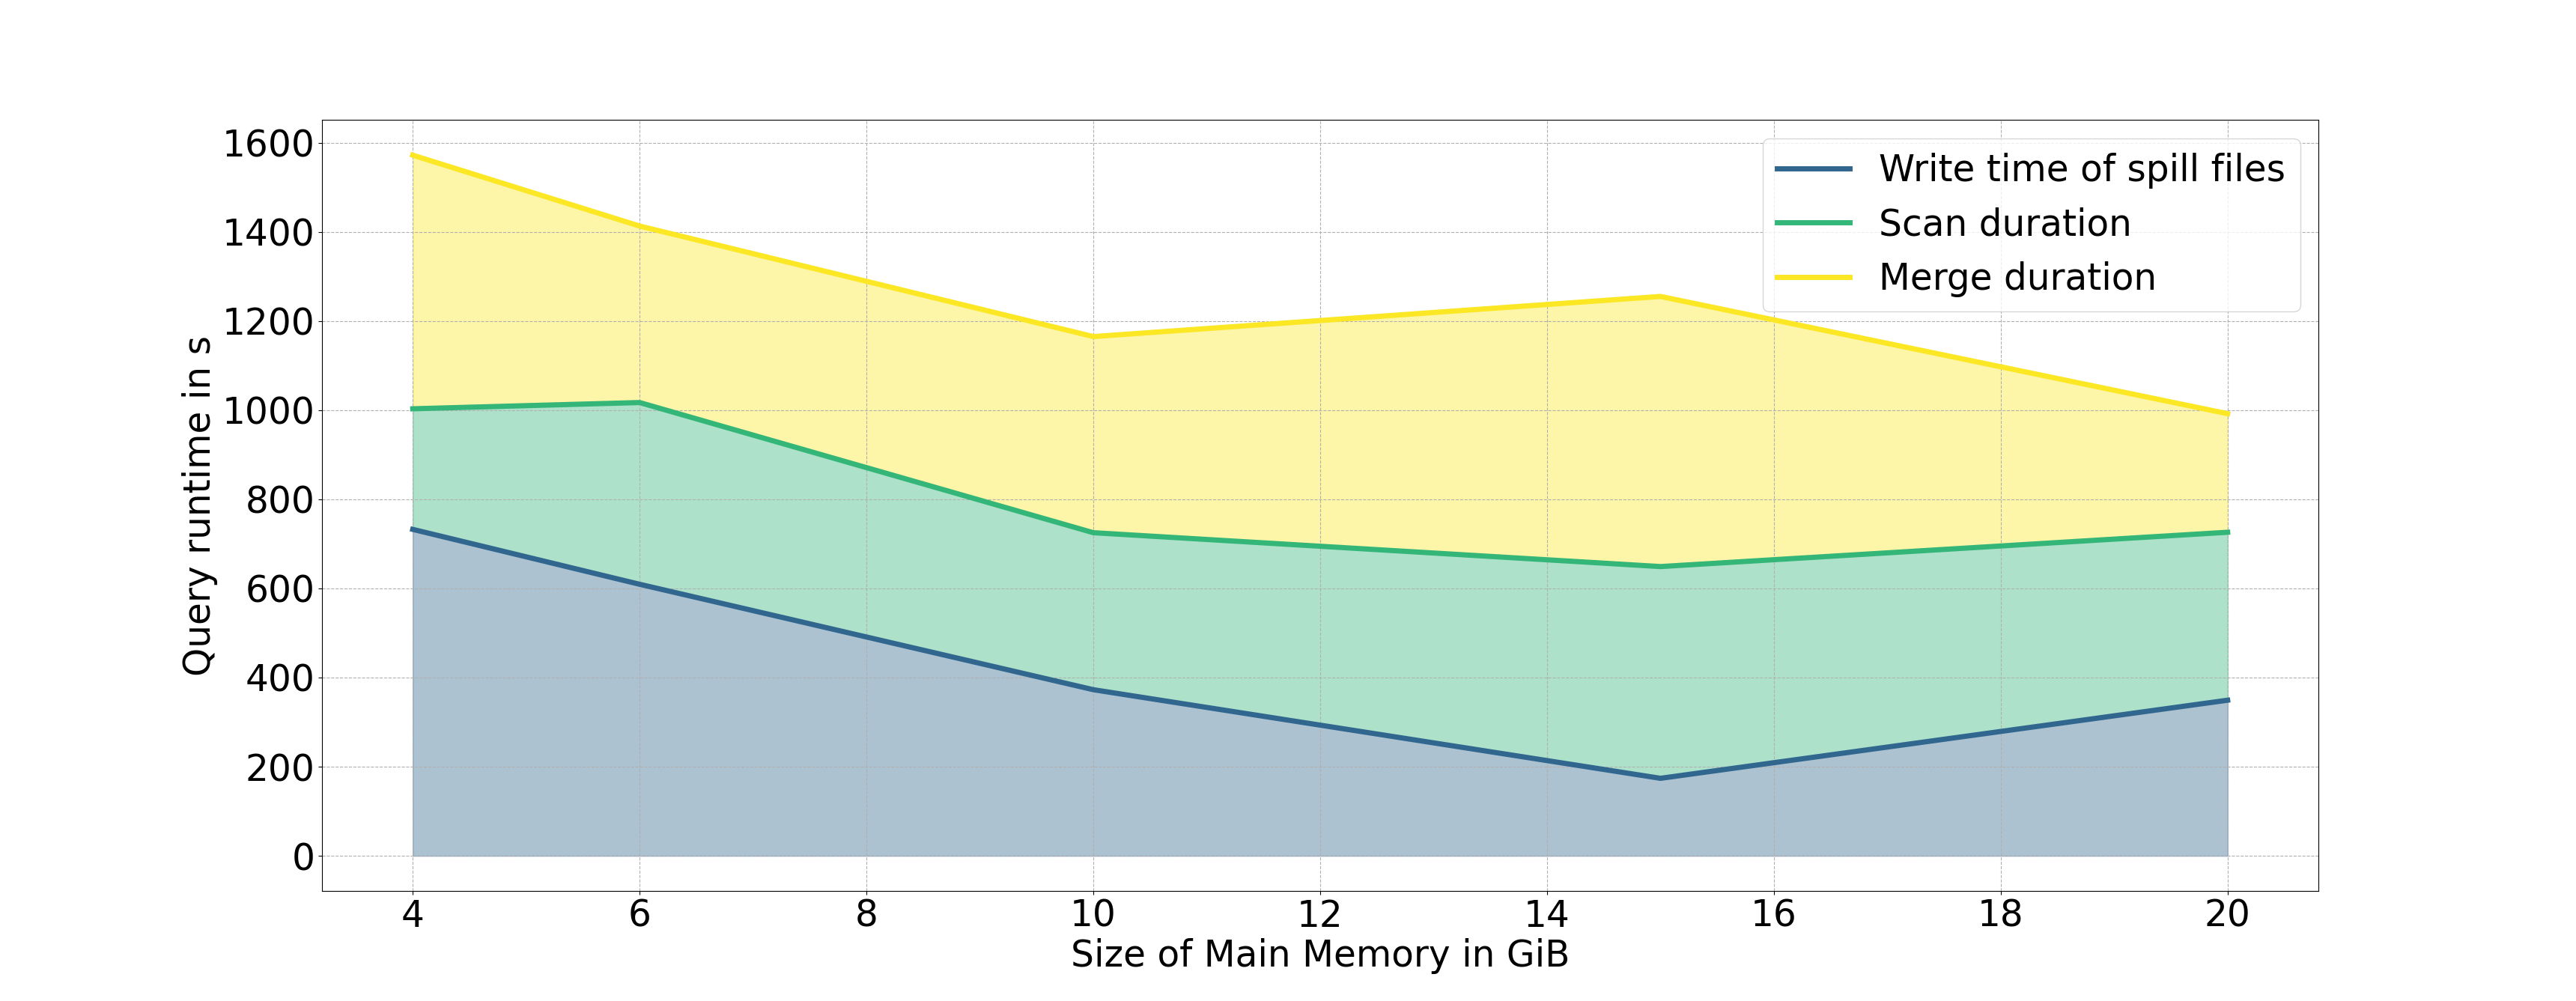 1600
1400
1200
1000
800
600
400
200
0
Query runtime in s
Write time of spill files
Scan duration
Merge duration
4 6 8 10 12 14 16 18 20
Size of Main Memory in GiB